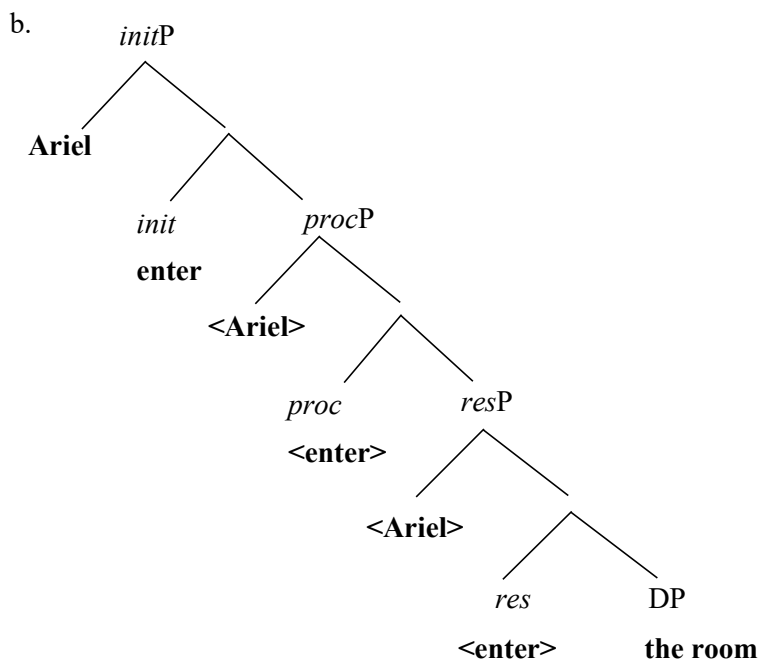 b.
initP
Ariel
init
procP
enter
<Ariel>
proc
resP
<enter>
<Ariel>
res DP
<enter> the room